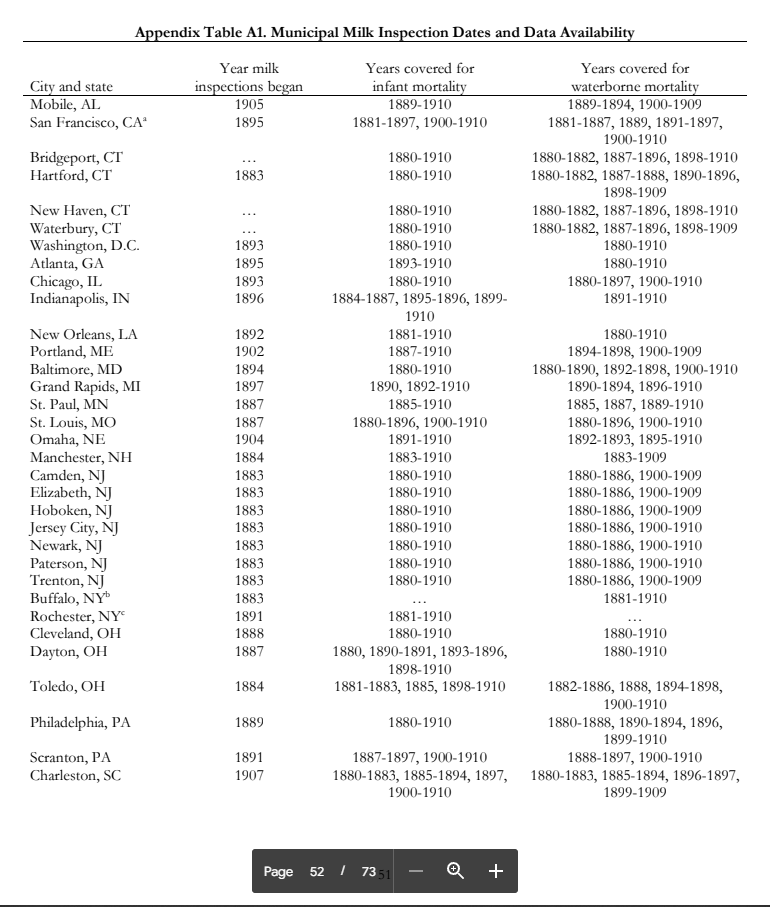 Appendix Table A1. Municipal Milk Inspection Dates and Data Availability
City and state Year milk inspections began Years covered for infant mortality Years covered for waterborne mortality
Mobile, AL 1905 1889-1910 1889-1894, 1900-1909
San Francisco, CAᵃ 1895 1881-1897, 1900-1910 1881-1887, 1889, 1891-1897,
1900-1910
Bridgeport, CT … 1880-1910 1880-1882, 1887-1896, 1898-1910
Hartford, CT 1883 1880-1910 1880-1882, 1887-1888, 1890-1896,
1898-1909
New Haven, CT … 1880-1910 1880-1882, 1887-1896, 1898-1910
Waterbury, CT … 1880-1910 1880-1882, 1887-1896, 1898-1909
Washington, D.C. 1893 1880-1910 1880-1910
Atlanta, GA 1895 1893-1910 1880-1910
Chicago, IL 1893 1880-1910 1880-1897, 1900-1910
Indianapolis, IN 1896 1884-1887, 1895-1896, 1899- 1891-1910
1910
New Orleans, LA 1892 1881-1910 1880-1910
Portland, ME 1902 1887-1910 1894-1898, 1900-1909
Baltimore, MD 1894 1880-1910 1880-1890, 1892-1898, 1900-1910
Grand Rapids, MI 1897 1890, 1892-1910 1890-1894, 1896-1910
St. Paul, MN 1887 1885-1910 1885, 1887, 1889-1910
St. Louis, MO 1887 1880-1896, 1900-1910 1880-1896, 1900-1910
Omaha, NE 1904 1891-1910 1892-1893, 1895-1910
Manchester, NH 1884 1883-1910 1883-1909
Camden, NJ 1883 1880-1910 1880-1886, 1900-1909
Elizabeth, NJ 1883 1880-1910 1880-1886, 1900-1909
Hoboken, NJ 1883 1880-1910 1880-1886, 1900-1909
Jersey City, NJ 1883 1880-1910 1880-1886, 1900-1910
Newark, NJ 1883 1880-1910 1880-1886, 1900-1910
Paterson, NJ 1883 1880-1910 1880-1886, 1900-1910
Trenton, NJ 1883 1880-1910 1880-1886, 1900-1909
Buffalo, NYᵇ 1883 … 1881-1910
Rochester, NYᶜ 1891 1881-1910 …
Cleveland, OH 1888 1880-1910 1880-1910
Dayton, OH 1887 1880, 1890-1891, 1893-1896, 1880-1910
1898-1910
Toledo, OH 1884 1881-1883, 1885, 1898-1910 1882-1886, 1888, 1894-1898,
1900-1910
Philadelphia, PA 1889 1880-1910 1880-1888, 1890-1894, 1896,
1899-1910
Scranton, PA 1891 1887-1897, 1900-1910 1888-1897, 1900-1910
Charleston, SC 1907 1880-1883, 1885-1894, 1897, 1880-1883, 1885-1894, 1896-1897,
1900-1910 1899-1909
Page 52 / 73 51